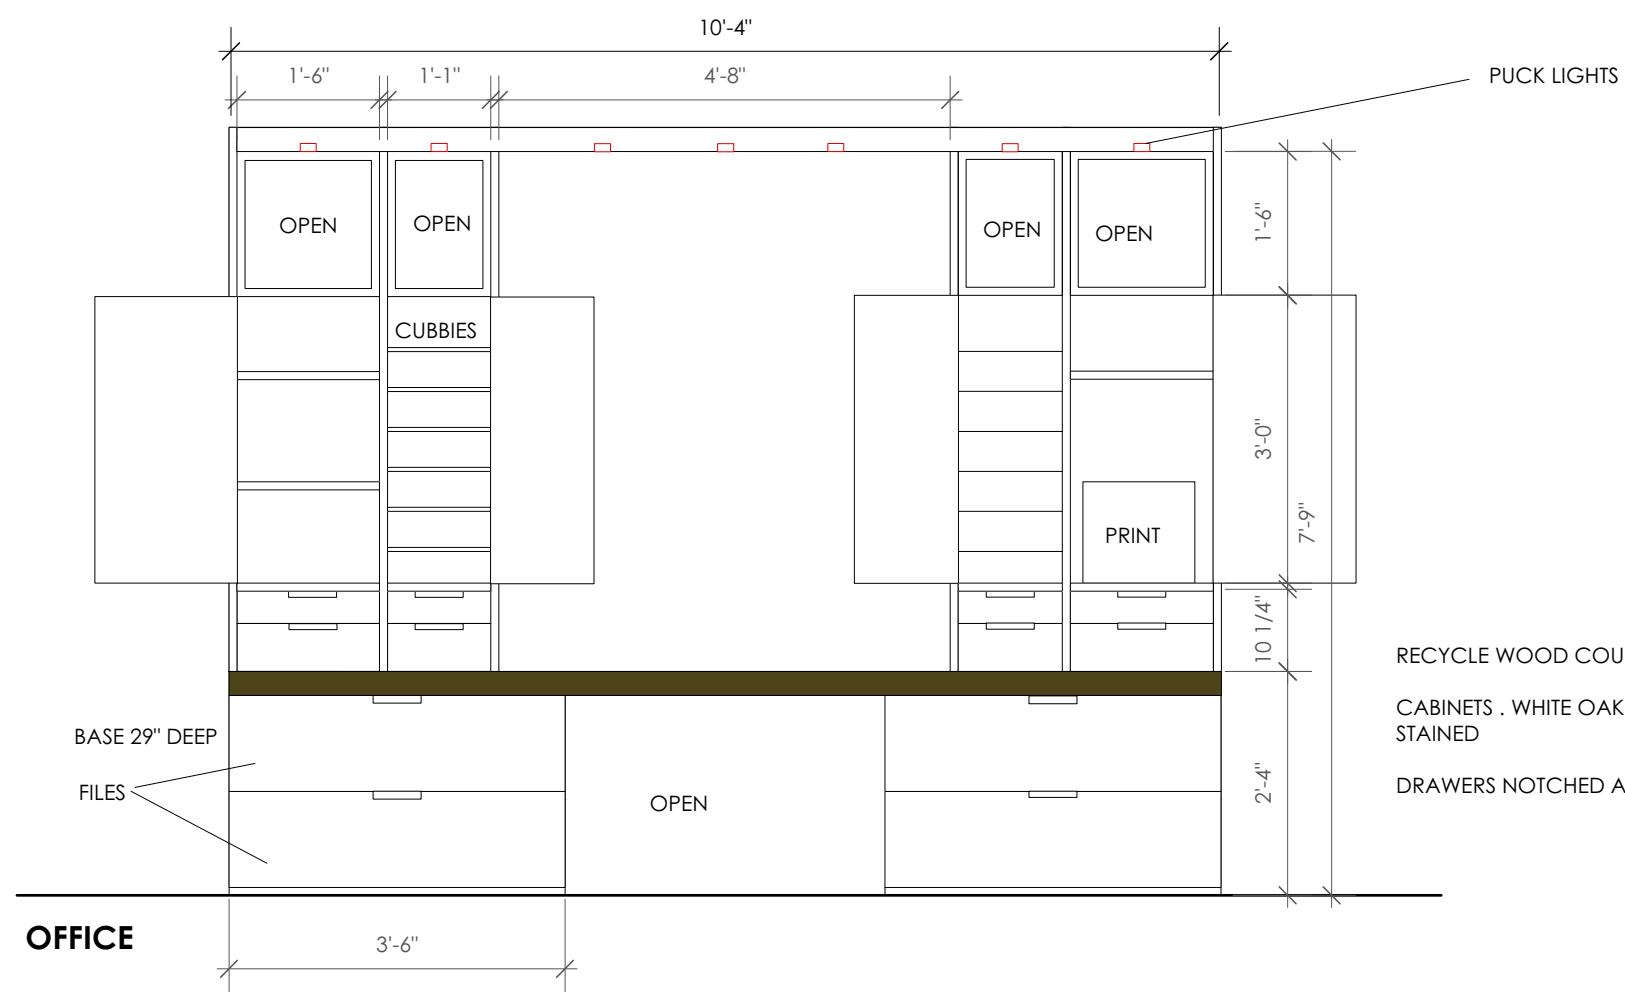 10'-4"
1'-6"
1'-1"
4'-8"
PUCK LIGHTS
OPEN
OPEN
OPEN
OPEN
1'-6"
CUBBIES
3'-0"
7'-9"
PRINT
10 1/4"
RECYCLE WOOD COU
CABINETS . WHITE OAK
STAINED
DRAWERS NOTCHED A
BASE 29" DEEP
FILES
OPEN
2'-4"
OFFICE
3'-6"